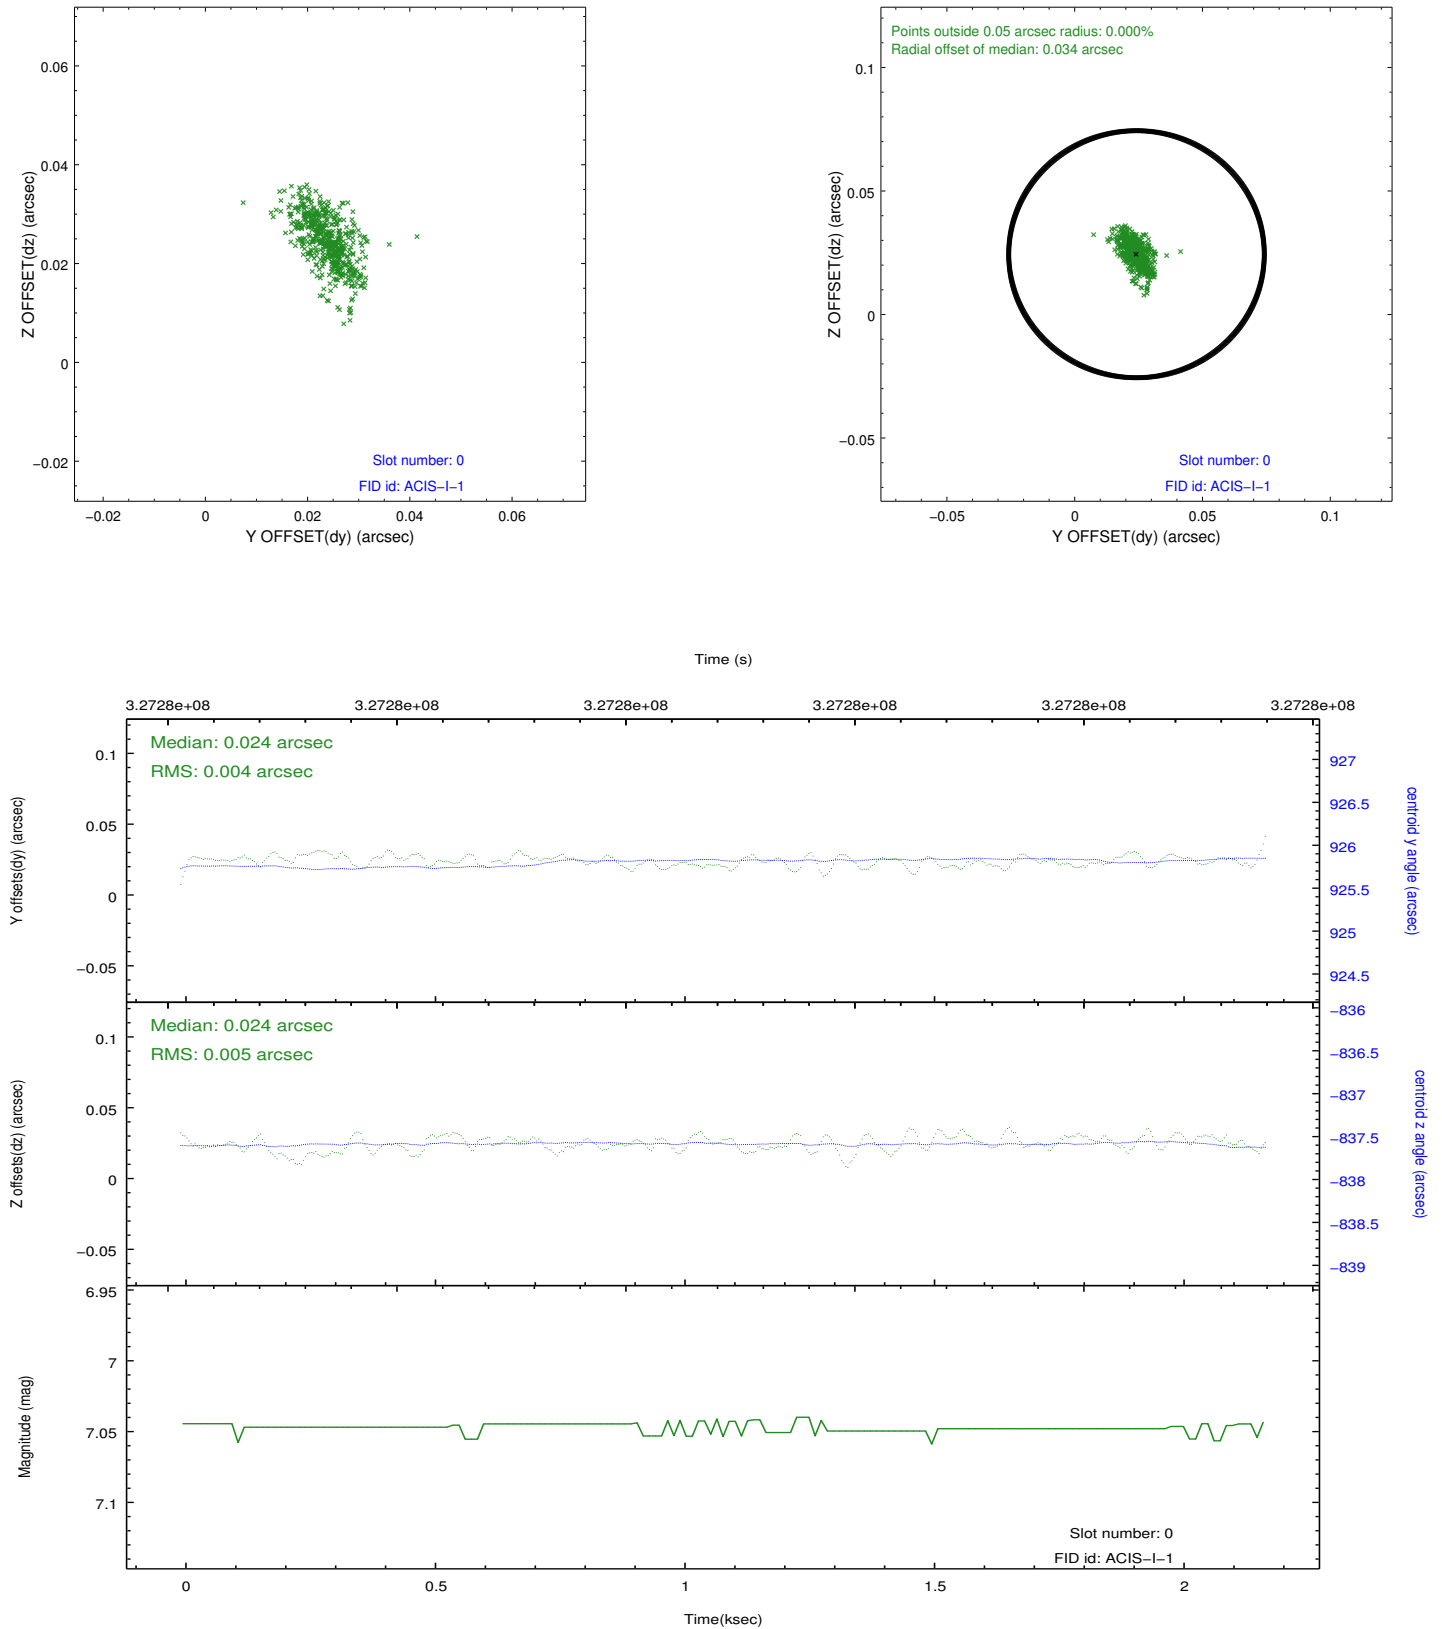 Z OFFSET(dz) (arcsec)
0.06
0.04
0.02
0
−0.02
Slot number: 0
FID id: ACIS−I−1
−0.02 0 0.02 0.04 0.06
Y OFFSET(dy) (arcsec)
Points outside 0.05 arcsec radius: 0.000%
Radial offset of median: 0.034 arcsec
Z OFFSET(dz) (arcsec)
0.1
0.05
0
−0.05
Slot number: 0
FID id: ACIS−I−1
−0.05 0 0.05 0.1
Y OFFSET(dy) (arcsec)
Time (s)
3.2728e+08 3.2728e+08 3.2728e+08 3.2728e+08 3.2728e+08 3.2728e+08
Median: 0.024 arcsec
RMS: 0.004 arcsec
Y offsets(dy) (arcsec)
0.1
0.05
0
−0.05
927
926.5
926
925.5
925
924.5
centroid y angle (arcsec)
Median: 0.024 arcsec
RMS: 0.005 arcsec
Z offsets(dz) (arcsec)
0.1
0.05
0
−0.05
−836
−836.5
−837
−837.5
−838
−838.5
−839
centroid z angle (arcsec)
Magnitude (mag)
6.95
7
7.05
7.1
Slot number: 0
FID id: ACIS−I−1
0 0.5 1 1.5 2
Time(ksec)